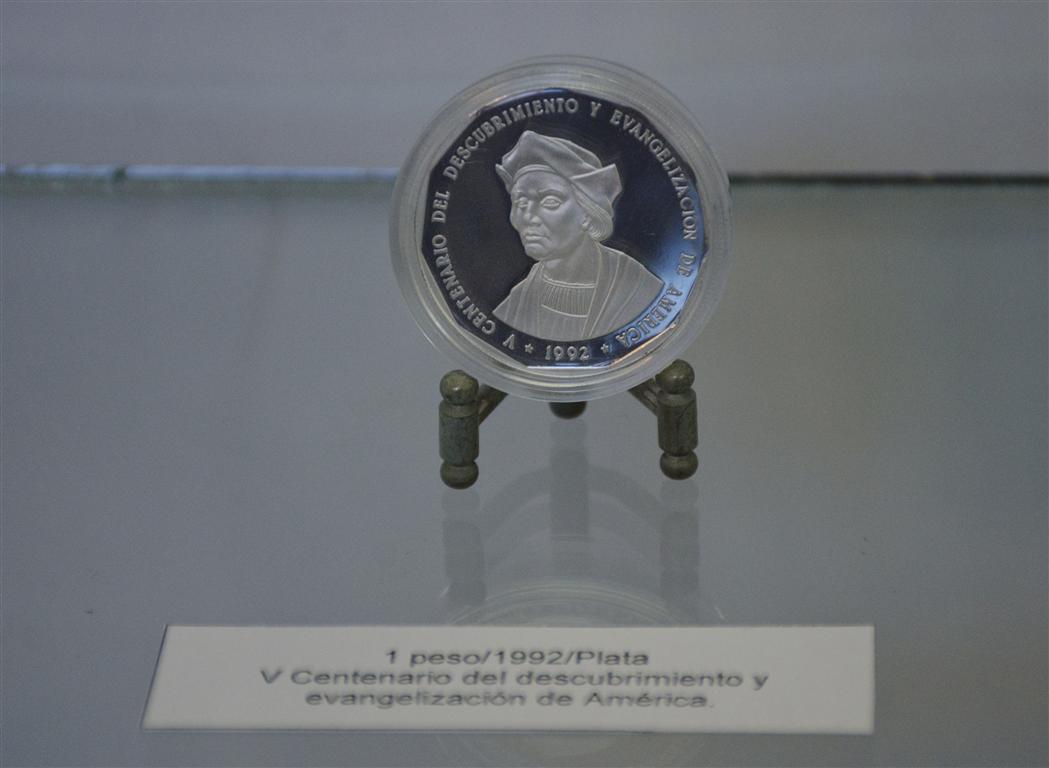 V CENTENARIO DEL DESCUBRIMIENTO Y EVANGELIZACION DE AMERICA
★ 1992 ★
1 peso/1992/Plata
V Centenario del descubrimiento y
evangelización de América.